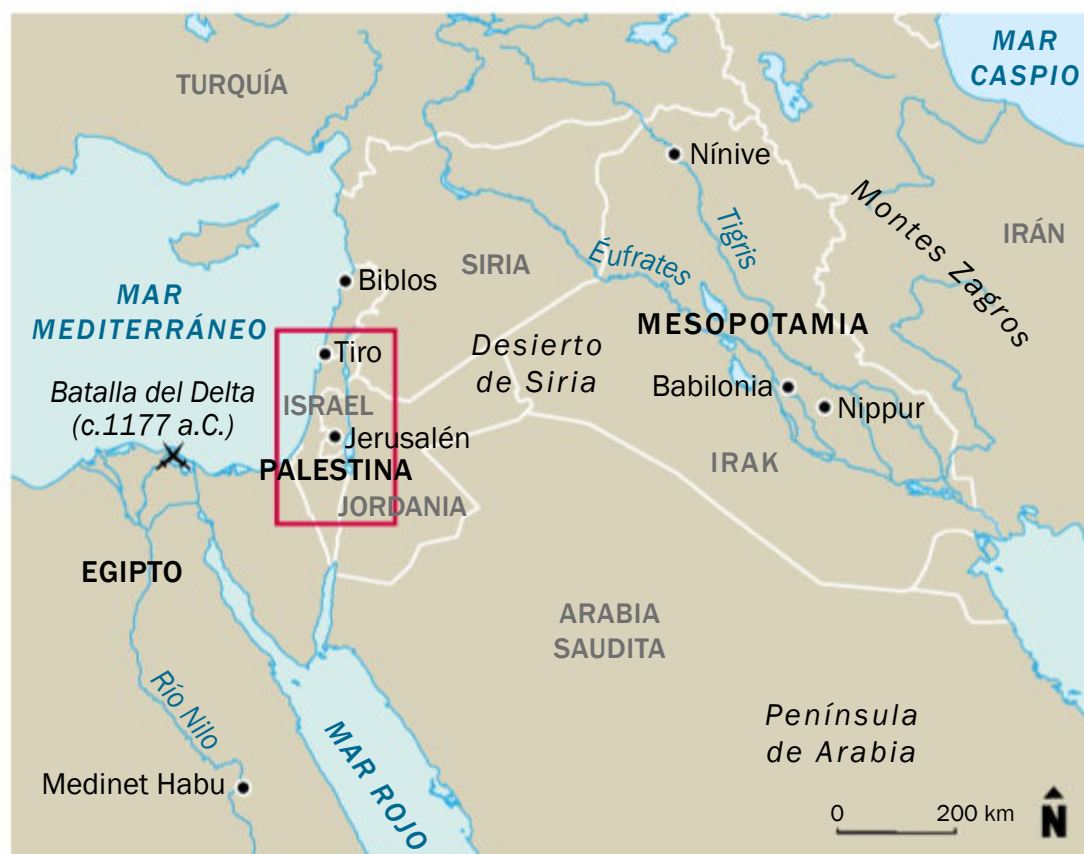 MAR
CASPIO
TURQUÍA
Nínive
Montes Zagros
IRÁN
Tigris
Éufrates
SIRIA
Biblos
MAR
MEDITERRÁNEO
MESOPOTAMIA
Tiro
Desierto
de Siria
Batalla del Delta
(c.1177 a.C.)
ISRAEL
Babilonia
Nippur
Jerusalén
PALESTINA
IRAK
JORDANIA
EGIPTO
ARABIA
SAUDITA
Río Nilo
MAR ROJO
Península
de Arabia
Medinet Habu
0 200 km
N